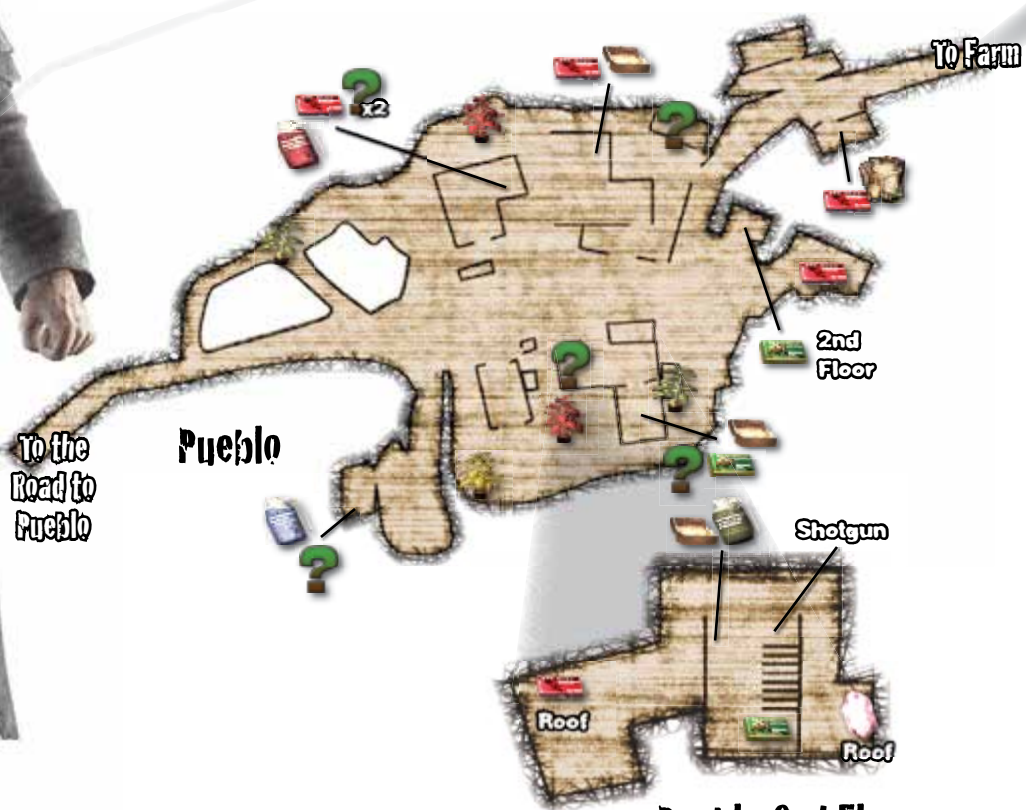 To Farm
x2
2nd
Floor
Pueblo
To the
Road to
Pueblo
Shotgun
Roof
Roof